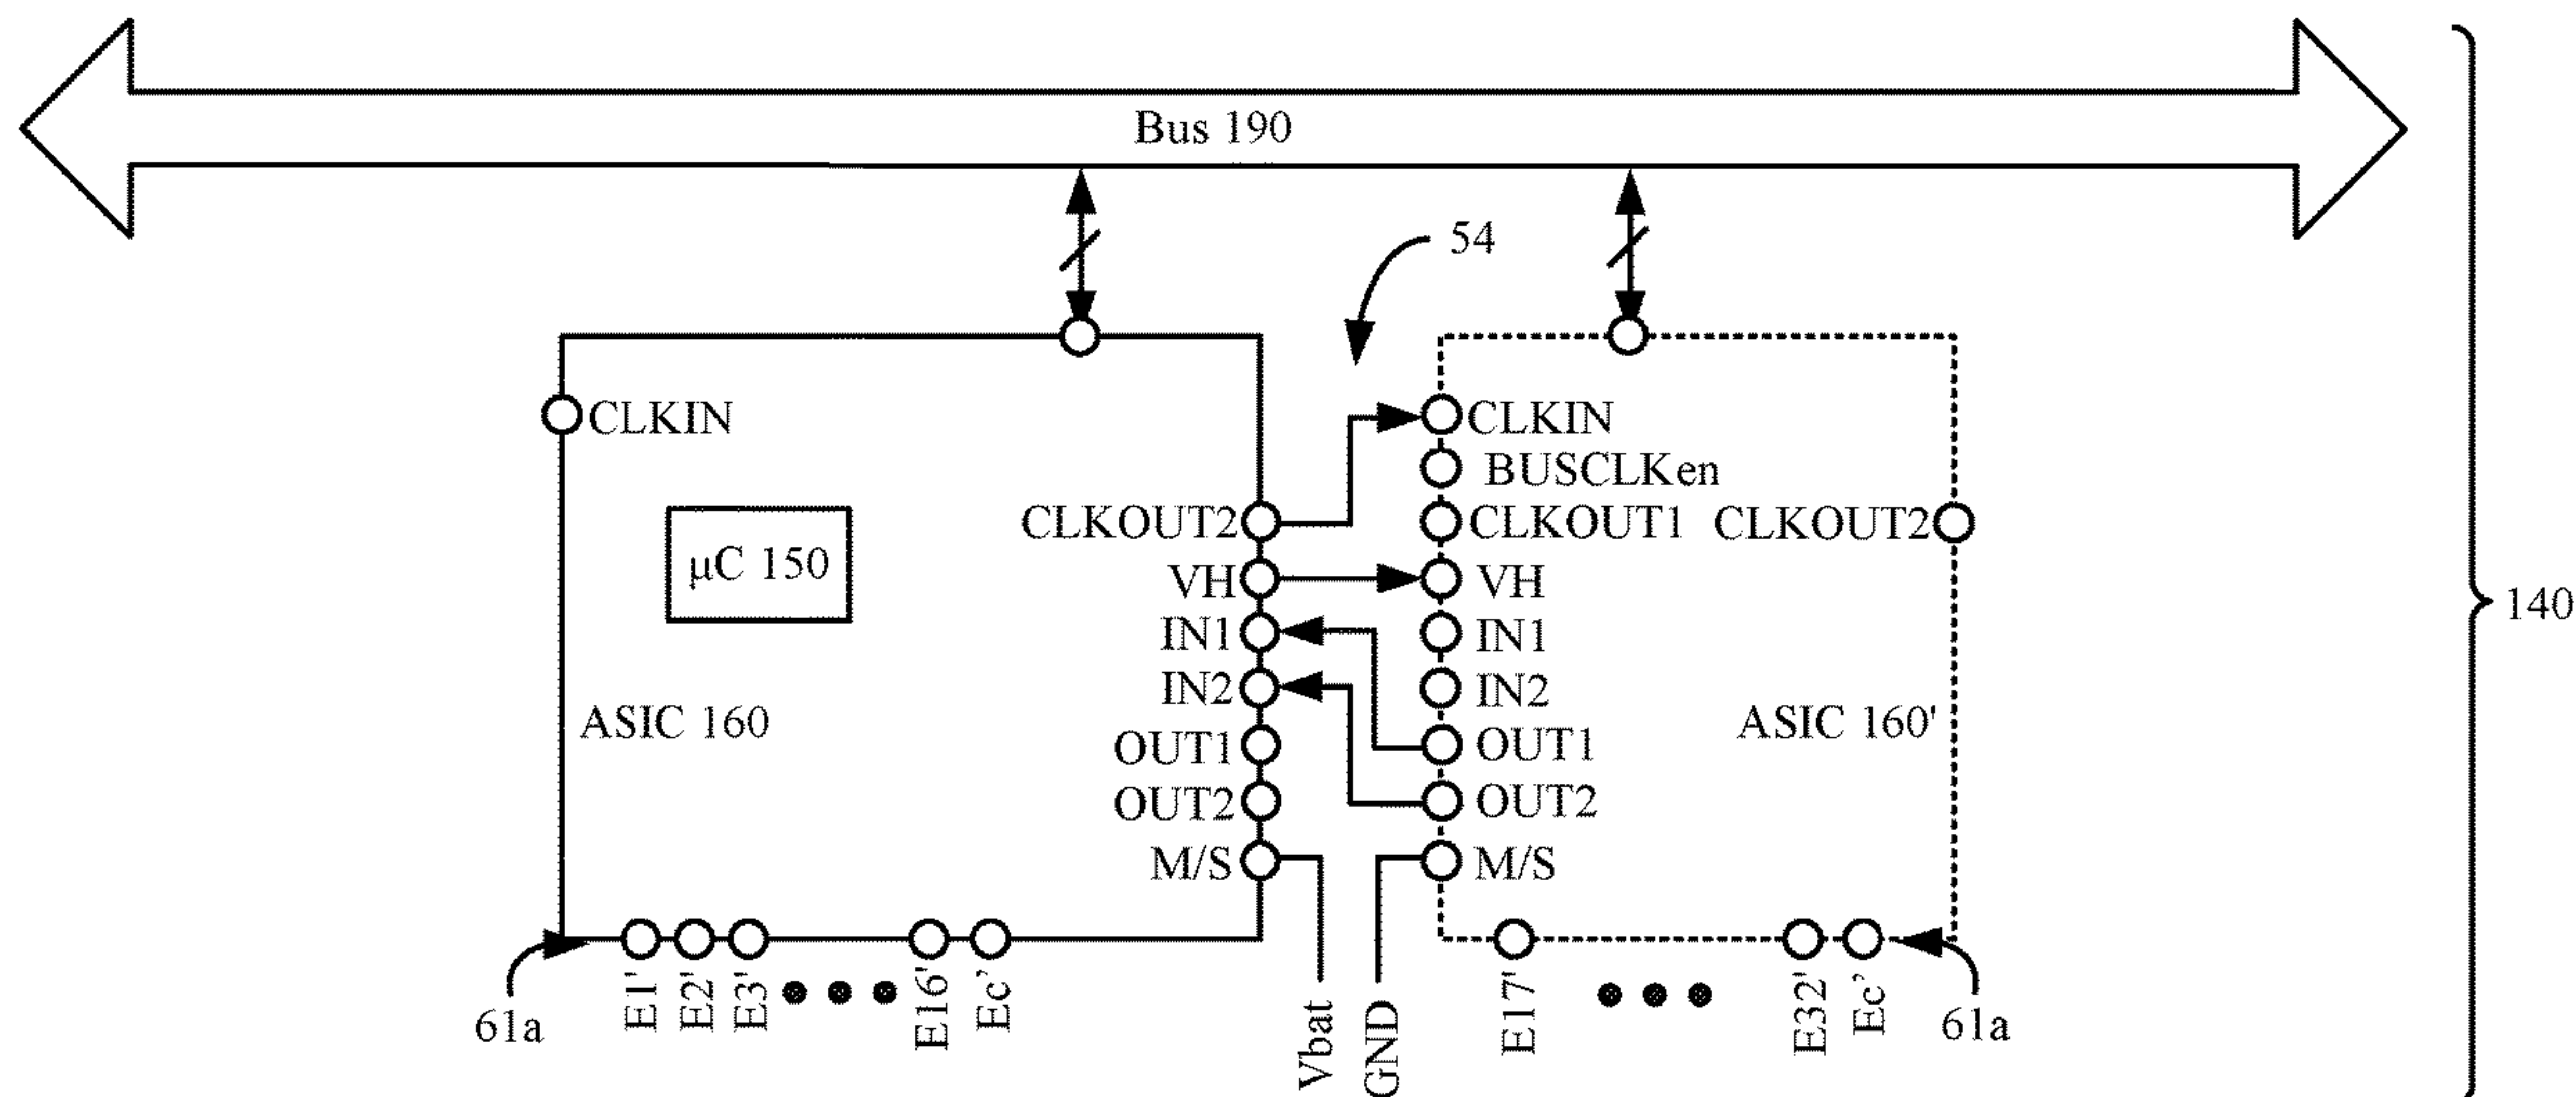 Bus 190
54
CLKIN
CLKIN
BUSCLKen
CLKOUT2
CLKOUT1
CLKOUT2
µC 150
VH
VH
140
IN1
IN1
IN2
IN2
ASIC 160
ASIC 160'
OUT1
OUT1
OUT2
OUT2
M/S
M/S
61a
E1'
E2'
E3'
E16'
Ec’
Vbat
GND
E17'
E32'
Ec’
61a